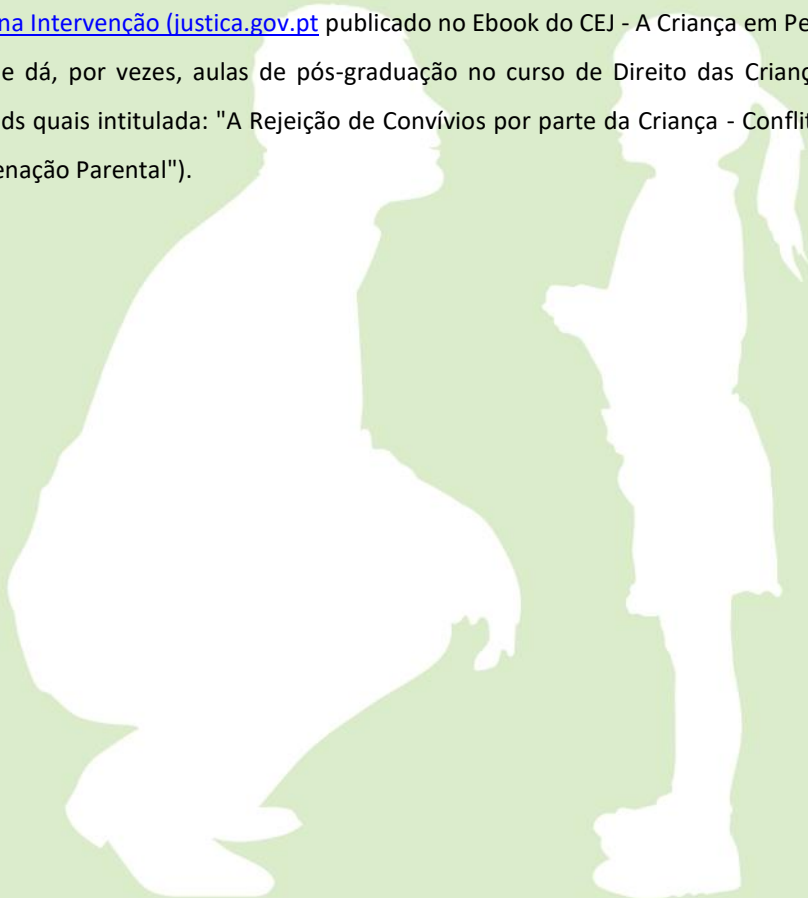 na Intervenção (justica.gov.pt publicado no Ebook do CEJ - A Criança em Pe
e dá, por vezes, aulas de pós-graduação no curso de Direito das Crianç
ds quais intitulada: "A Rejeição de Convívios por parte da Criança - Conflit
enação Parental").